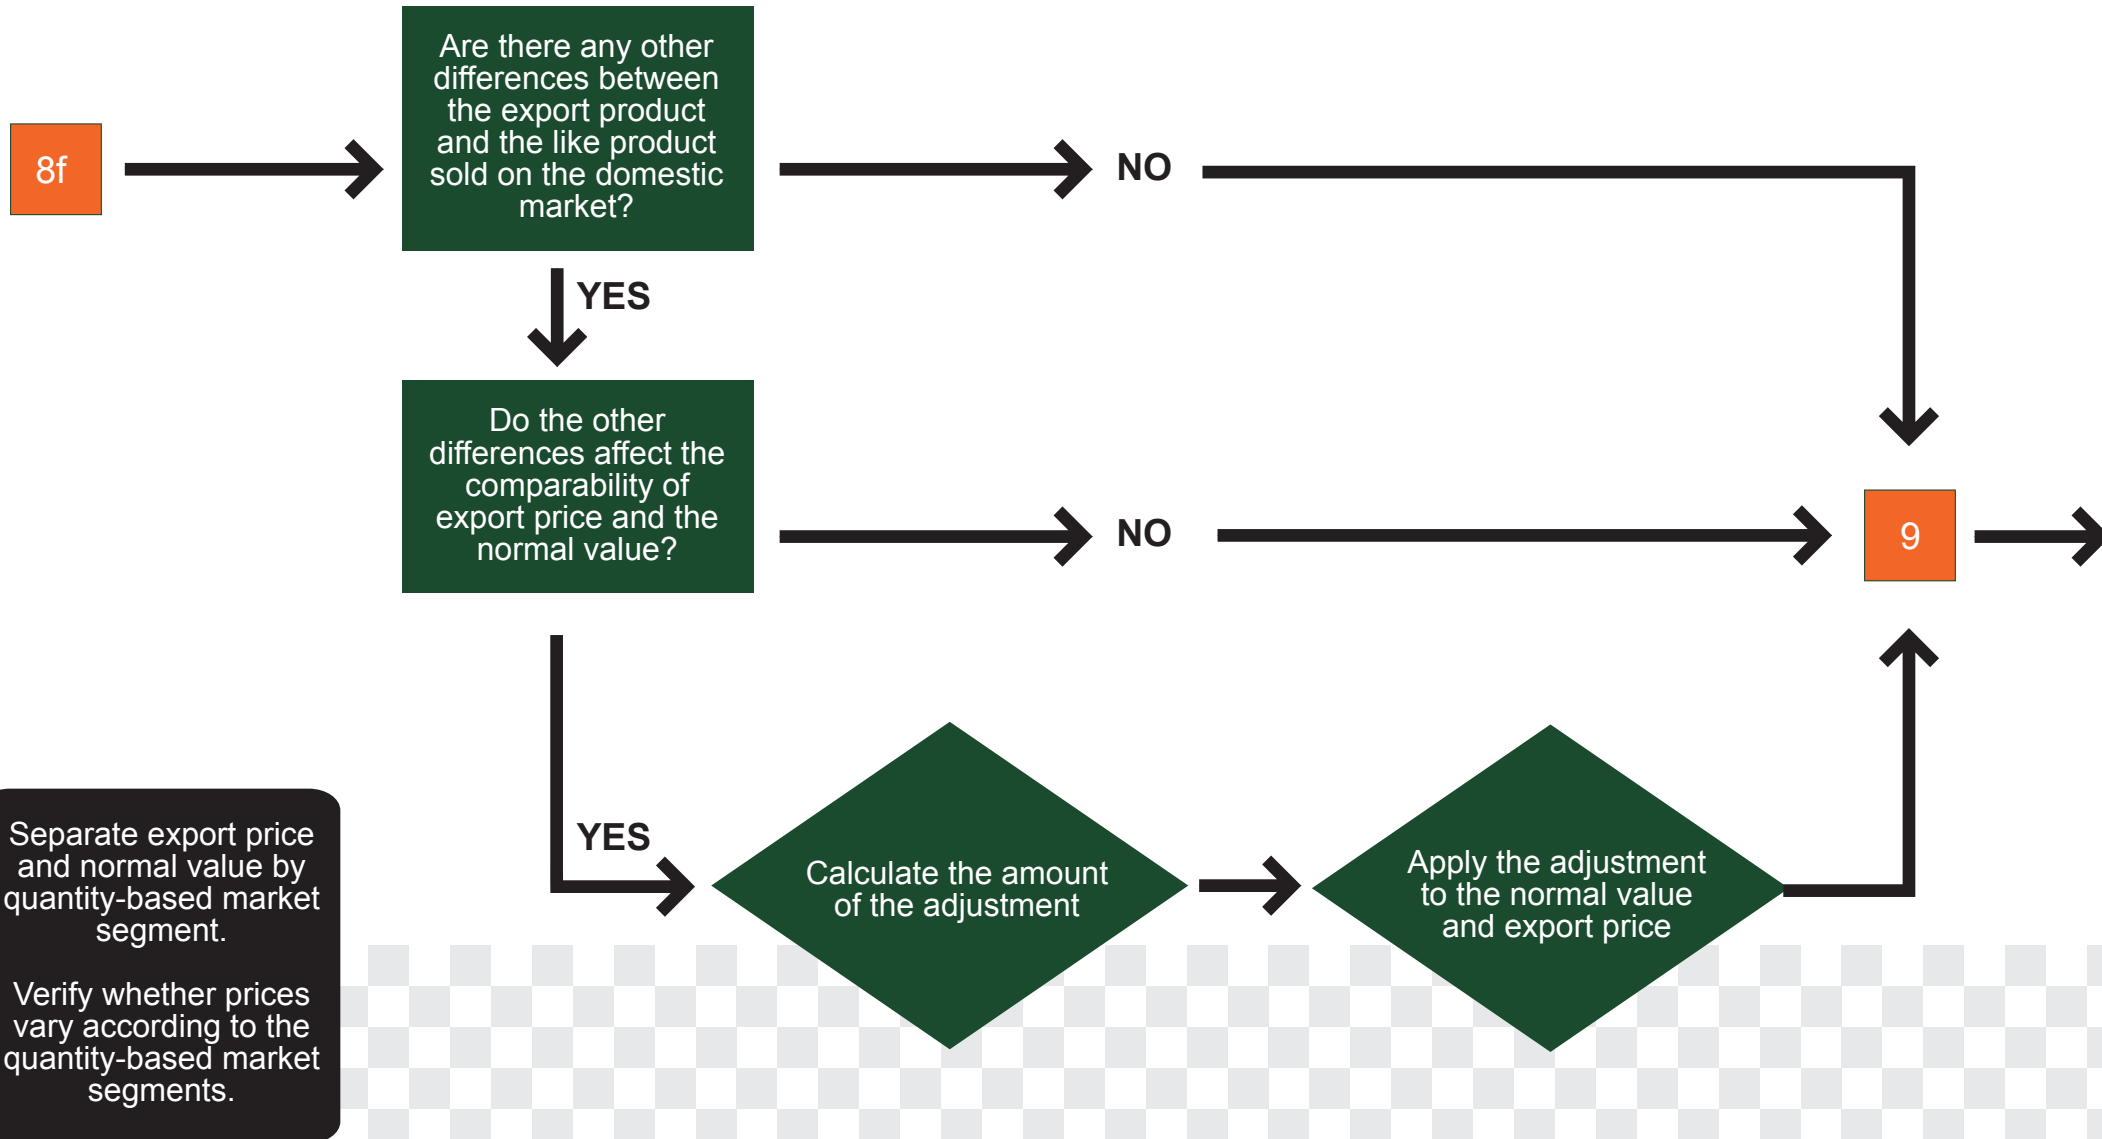 8f
Are there any other
differences between
the export product
and the like product
sold on the domestic
market?
NO
YES
Do the other
differences affect the
comparability of
export price and the
normal value?
NO
9
YES
Calculate the amount
of the adjustment
Apply the adjustment
to the normal value
and export price
Separate export price
and normal value by
quantity-based market
segment.
Verify whether prices
vary according to the
quantity-based market
segments.